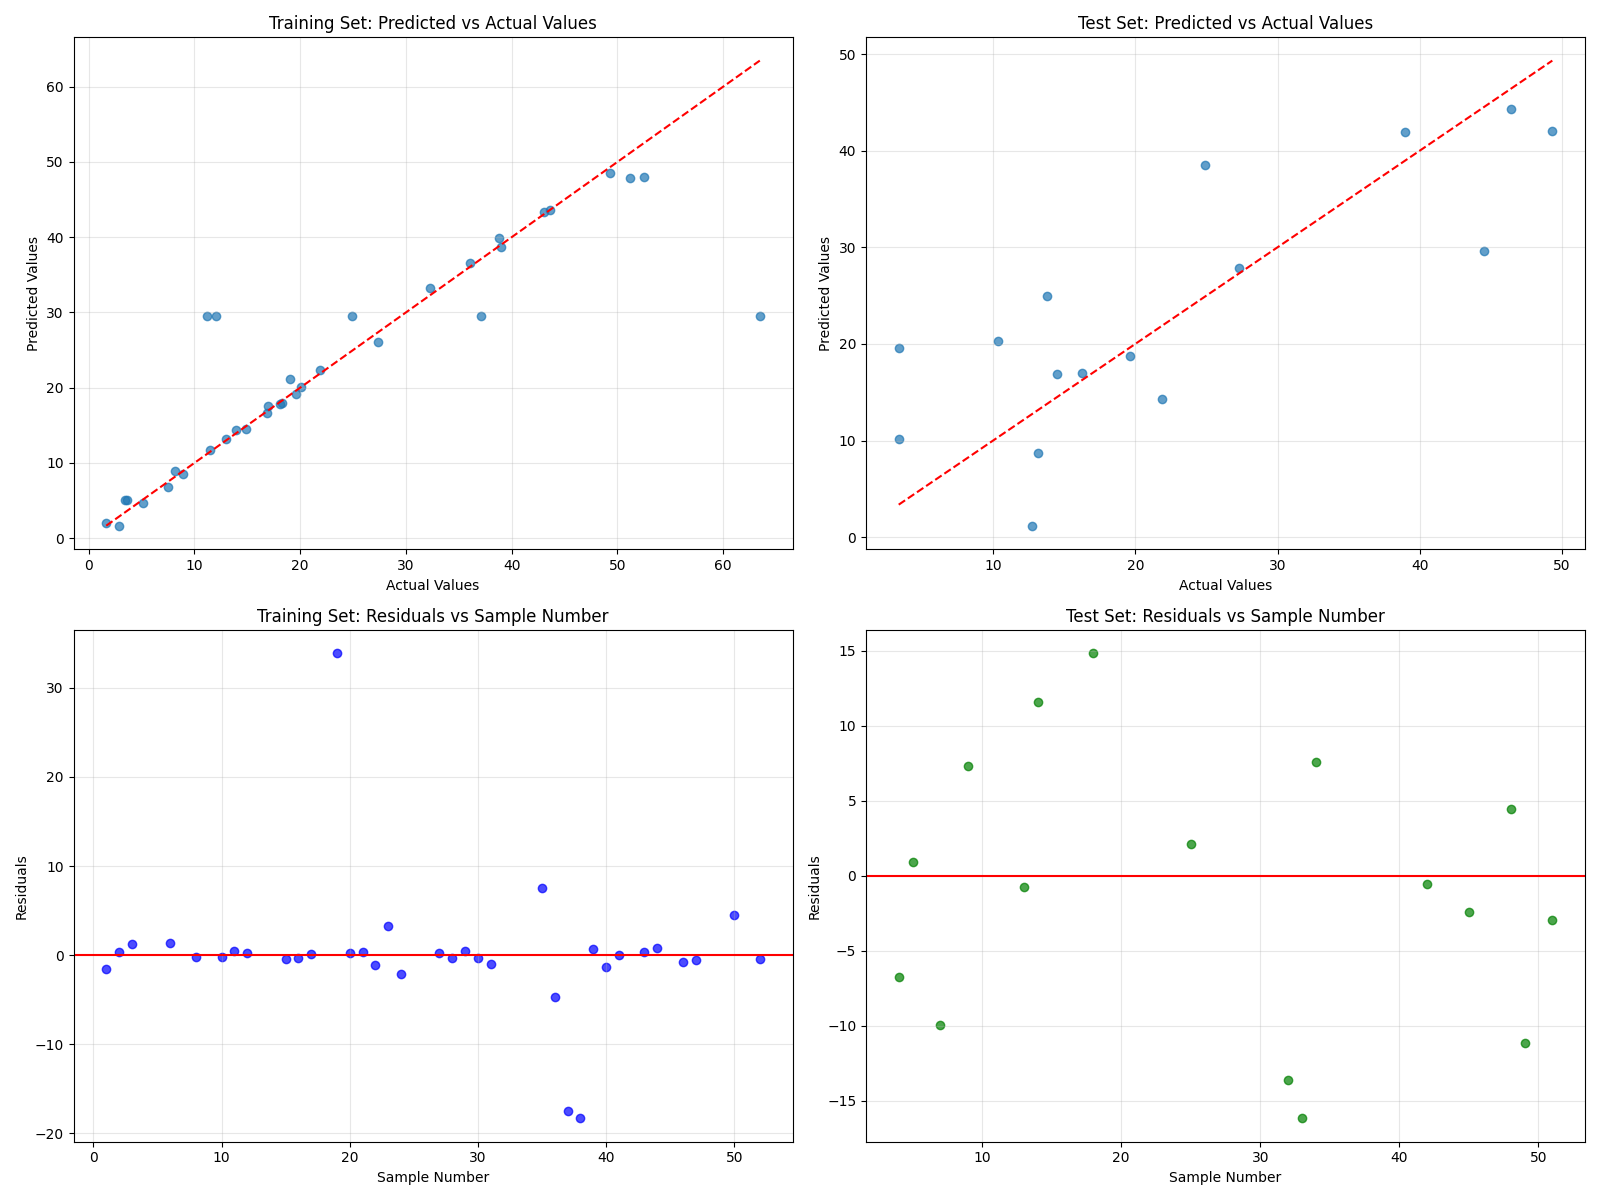 Training Set: Predicted vs Actual Values
Predicted Values
60
50
40
30
20
10
0
0 10 20 30 40 50 60
Actual Values
Test Set: Predicted vs Actual Values
Predicted Values
50
40
30
20
10
0
10 20 30 40 50
Actual Values
Training Set: Residuals vs Sample Number
Residuals
30
20
10
0
−10
−20
0 10 20 30 40 50
Sample Number
Test Set: Residuals vs Sample Number
Residuals
15
10
5
0
−5
−10
−15
10 20 30 40 50
Sample Number